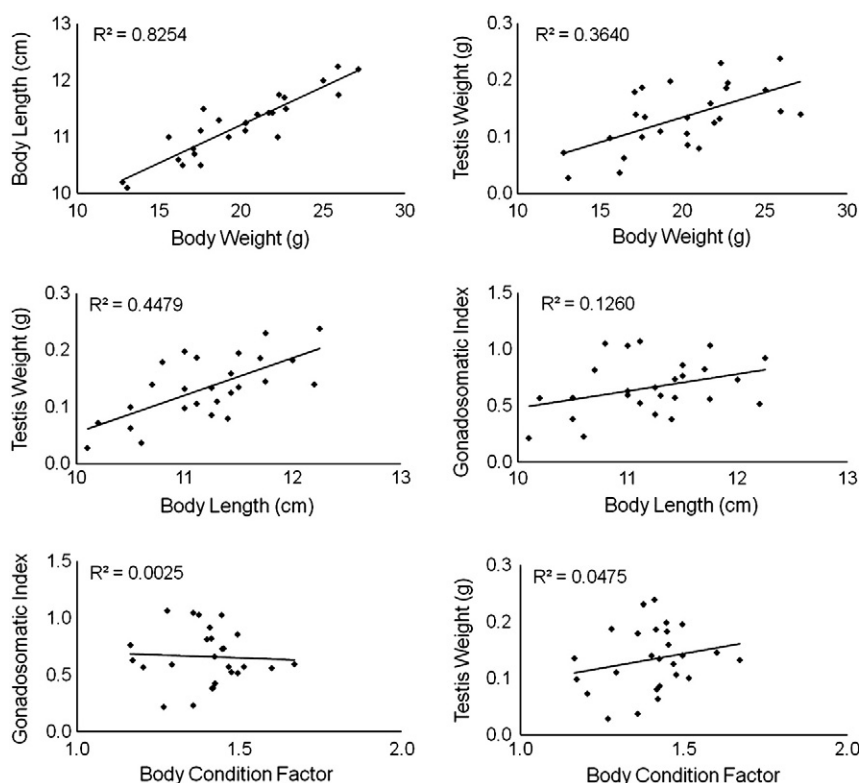 R² = 0.8254
Body Length (cm)
13
12
11
10
10
15
20
25
30
Body Weight (g)
R² = 0.3640
Testis Weight (g)
0.3
0.2
0.1
0.0
10
15
20
25
30
Body Weight (g)
R² = 0.4479
Testis Weight (g)
0.3
0.2
0.1
0.0
10
11
12
13
Body Length (cm)
R² = 0.1260
Gonadosomatic Index
1.5
1.0
0.5
0.0
10
11
12
13
Body Length (cm)
R² = 0.0025
Gonadosomatic Index
1.5
1.0
0.5
0.0
1.0
1.5
2.0
Body Condition Factor
R² = 0.0475
Testis Weight (g)
0.3
0.2
0.1
0.0
1.0
1.5
2.0
Body Condition Factor